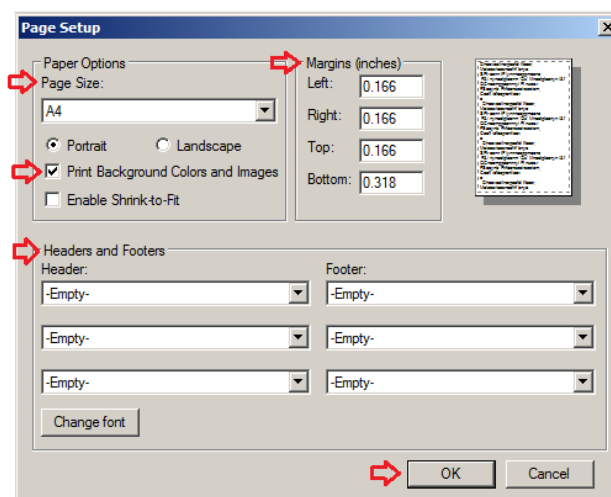 Page Setup
Paper Options
Page Size:
A4
Portrait Landscape
Print Background Colors and Images
Enable Shrink-to-Fit
Margins (inches)
Left: 0.166
Right: 0.166
Top: 0.166
Bottom: 0.318
Headers and Footers
Header: Footer:
-Empty- -Empty-
-Empty- -Empty-
-Empty- -Empty-
Change font
OK Cancel